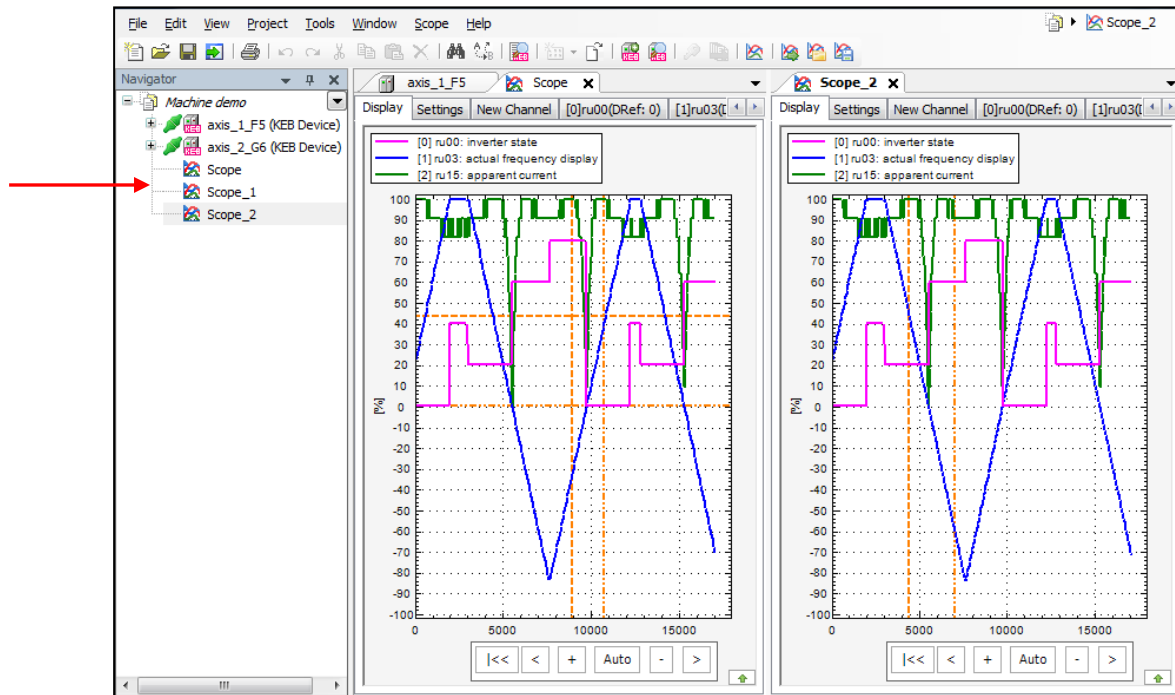 File Edit View Project Tools Window Scope Help
Scope_2
Navigator
Machine demo
axis_1_F5 (KEB Device)
axis_2_G6 (KEB Device)
Scope
Scope_1
Scope_2
axis_1_F5 Scope
Display Settings New Channel [0]ru00(DRef: 0) [1]ru03(D
[0] ru00: inverter state
[1] ru03: actual frequency display
[2] ru15: apparent current
100
90
80
70
60
50
40
30
20
10
0
-10
-20
-30
-40
-50
-60
-70
-80
-90
-100
[%]
0 5000 10000 15000
|<< < + Auto - >
Scope_2
Display Settings New Channel [0]ru00(DRef: 0) [1]ru03(
[0] ru00: inverter state
[1] ru03: actual frequency display
[2] ru15: apparent current
100
90
80
70
60
50
40
30
20
10
0
-10
-20
-30
-40
-50
-60
-70
-80
-90
-100
[%]
0 5000 10000 15000
|<< < + Auto - >